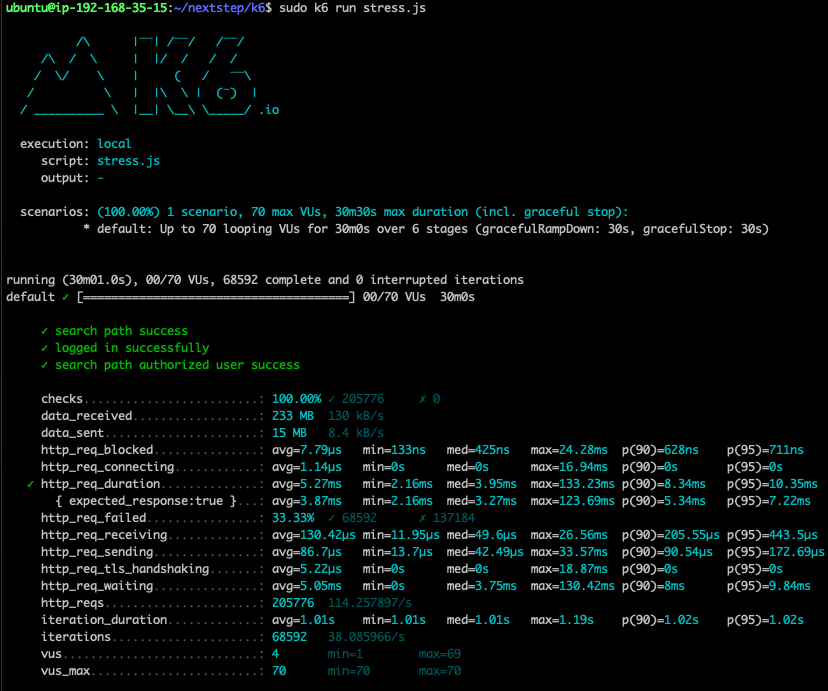 ubuntu@ip-192-168-35-15:~/nextstep/k6$ sudo k6 run stress.js

          /\      |‾‾| /‾‾/   /‾‾/
     /\  /  \     |  |/  /   /  /
    /  \/    \    |     (   /   ‾‾\
   /          \   |  |\  \ |  (‾)  |
  / __________ \  |__| \__\ \_____/ .io

  execution: local
     script: stress.js
     output: -

  scenarios: (100.00%) 1 scenario, 70 max VUs, 30m30s max duration (incl. graceful stop):
           * default: Up to 70 looping VUs for 30m0s over 6 stages (gracefulRampDown: 30s, gracefulStop: 30s)

running (30m01.0s), 00/70 VUs, 68592 complete and 0 interrupted iterations
default ✓ [======================================] 00/70 VUs  30m0s

     ✓ search path success
     ✓ logged in successfully
     ✓ search path authorized user success

     checks.........................: 100.00% ✓ 205776     ✗ 0
     data_received..................: 233 MB  130 kB/s
     data_sent......................: 15 MB   8.4 kB/s
     http_req_blocked...............: avg=7.79µs   min=133ns   med=425ns   max=24.28ms  p(90)=628ns    p(95)=711ns
     http_req_connecting............: avg=1.14µs   min=0s      med=0s      max=16.94ms  p(90)=0s       p(95)=0s
   ✓ http_req_duration..............: avg=5.27ms   min=2.16ms  med=3.95ms  max=133.23ms p(90)=8.34ms   p(95)=10.35ms
       { expected_response:true }...: avg=3.87ms   min=2.16ms  med=3.27ms  max=123.69ms p(90)=5.34ms   p(95)=7.22ms
     http_req_failed................: 33.33%  ✓ 68592      ✗ 137184
     http_req_receiving.............: avg=130.42µs min=11.95µs med=49.6µs  max=26.56ms  p(90)=205.55µs p(95)=443.5µs
     http_req_sending...............: avg=86.7µs   min=13.7µs  med=42.49µs max=33.57ms  p(90)=90.54µs  p(95)=172.69µs
     http_req_tls_handshaking.......: avg=5.22µs   min=0s      med=0s      max=18.87ms  p(90)=0s       p(95)=0s
     http_req_waiting...............: avg=5.05ms   min=0s      med=3.75ms  max=130.42ms p(90)=8ms      p(95)=9.84ms
     http_reqs......................: 205776  114.257897/s
     iteration_duration.............: avg=1.01s    min=1.01s   med=1.01s   max=1.19s    p(90)=1.02s    p(95)=1.02s
     iterations.....................: 68592   38.085966/s
     vus............................: 4       min=1        max=69
     vus_max........................: 70      min=70       max=70